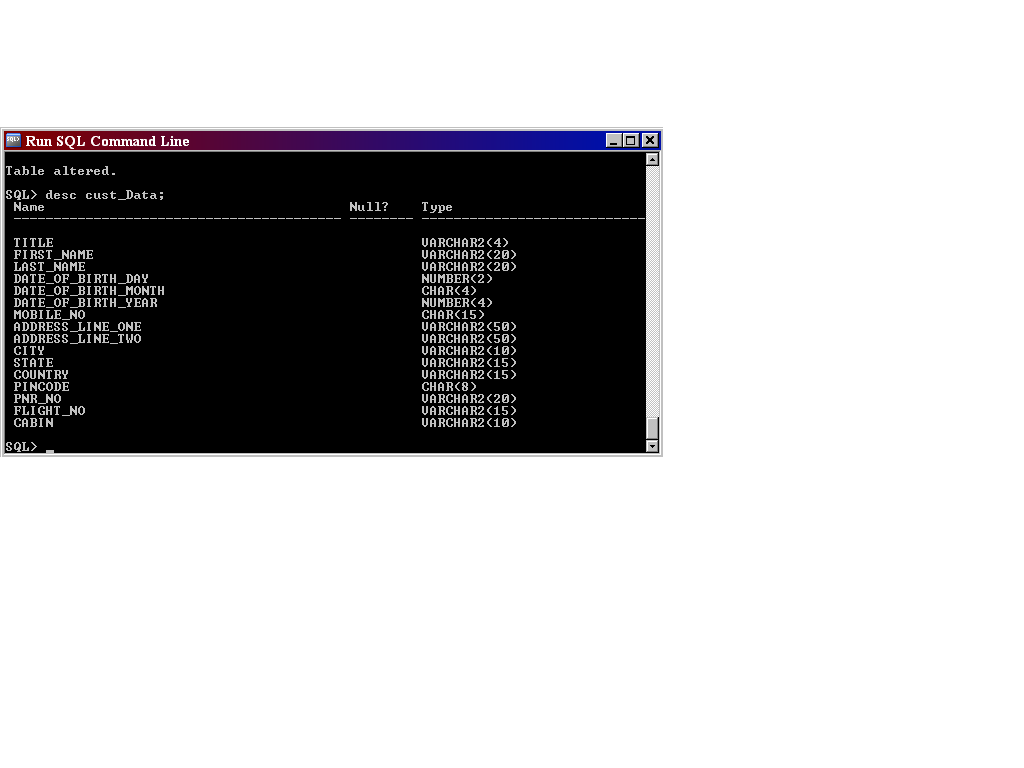 SQL> Run SQL Command Line
Table altered.
SQL> desc cust_Data;
Name Null? Type
----------------------------------------- -------- ----------------------------
TITLE VARCHAR2(4)
FIRST_NAME VARCHAR2(20)
LAST_NAME VARCHAR2(20)
DATE_OF_BIRTH_DAY NUMBER(2)
DATE_OF_BIRTH_MONTH CHAR(4)
DATE_OF_BIRTH_YEAR NUMBER(4)
MOBILE_NO CHAR(15)
ADDRESS_LINE_ONE VARCHAR2(50)
ADDRESS_LINE_TWO VARCHAR2(50)
CITY VARCHAR2(10)
STATE VARCHAR2(15)
COUNTRY VARCHAR2(15)
PINCODE CHAR(8)
PNR_NO VARCHAR2(20)
FLIGHT_NO VARCHAR2(15)
CABIN VARCHAR2(10)
SQL> _